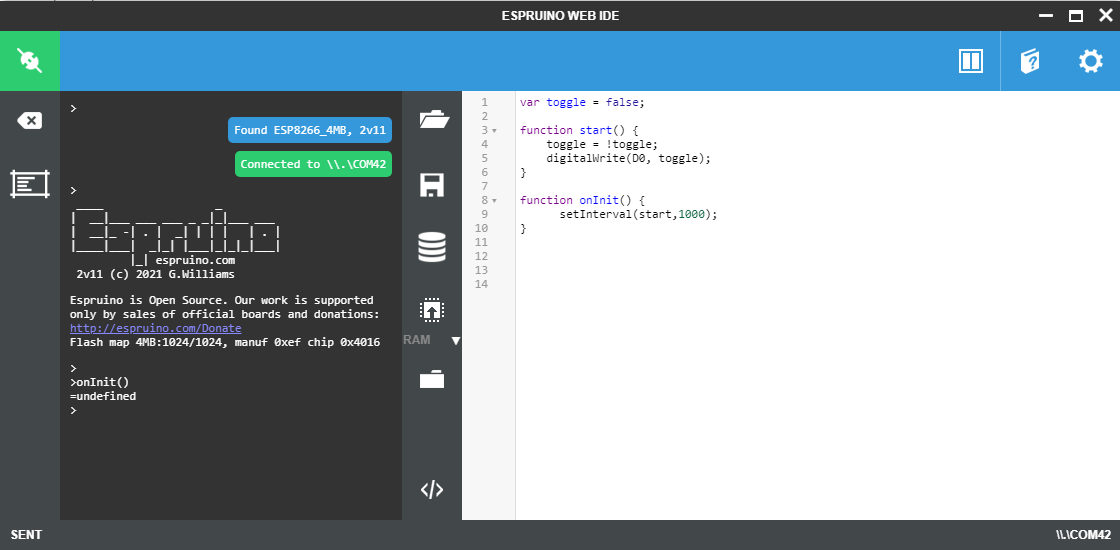 ESPRUINO WEB IDE
>
Found ESP8266_4MB, 2v11
Connected to \\.\COM42
>
 ____                 _
|  __|___ ___ ___ _ _|_|___ ___
|  __|_ -| . |  _| | | |   | . |
|____|___|  _|_| |___|_|_|_|___|
         |_| espruino.com
 2v11 (c) 2021 G.Williams
Espruino is Open Source. Our work is supported
only by sales of official boards and donations:
http://espruino.com/Donate
Flash map 4MB:1024/1024, manuf 0xef chip 0x4016
>
>onInit()
=undefined
>
RAM ▼
1 var toggle = false;
2
3 function start() {
4     toggle = !toggle;
5     digitalWrite(D0, toggle);
6 }
7
8 function onInit() {
9       setInterval(start,1000);
10 }
11
12
13
14
SENT
\\.\COM42